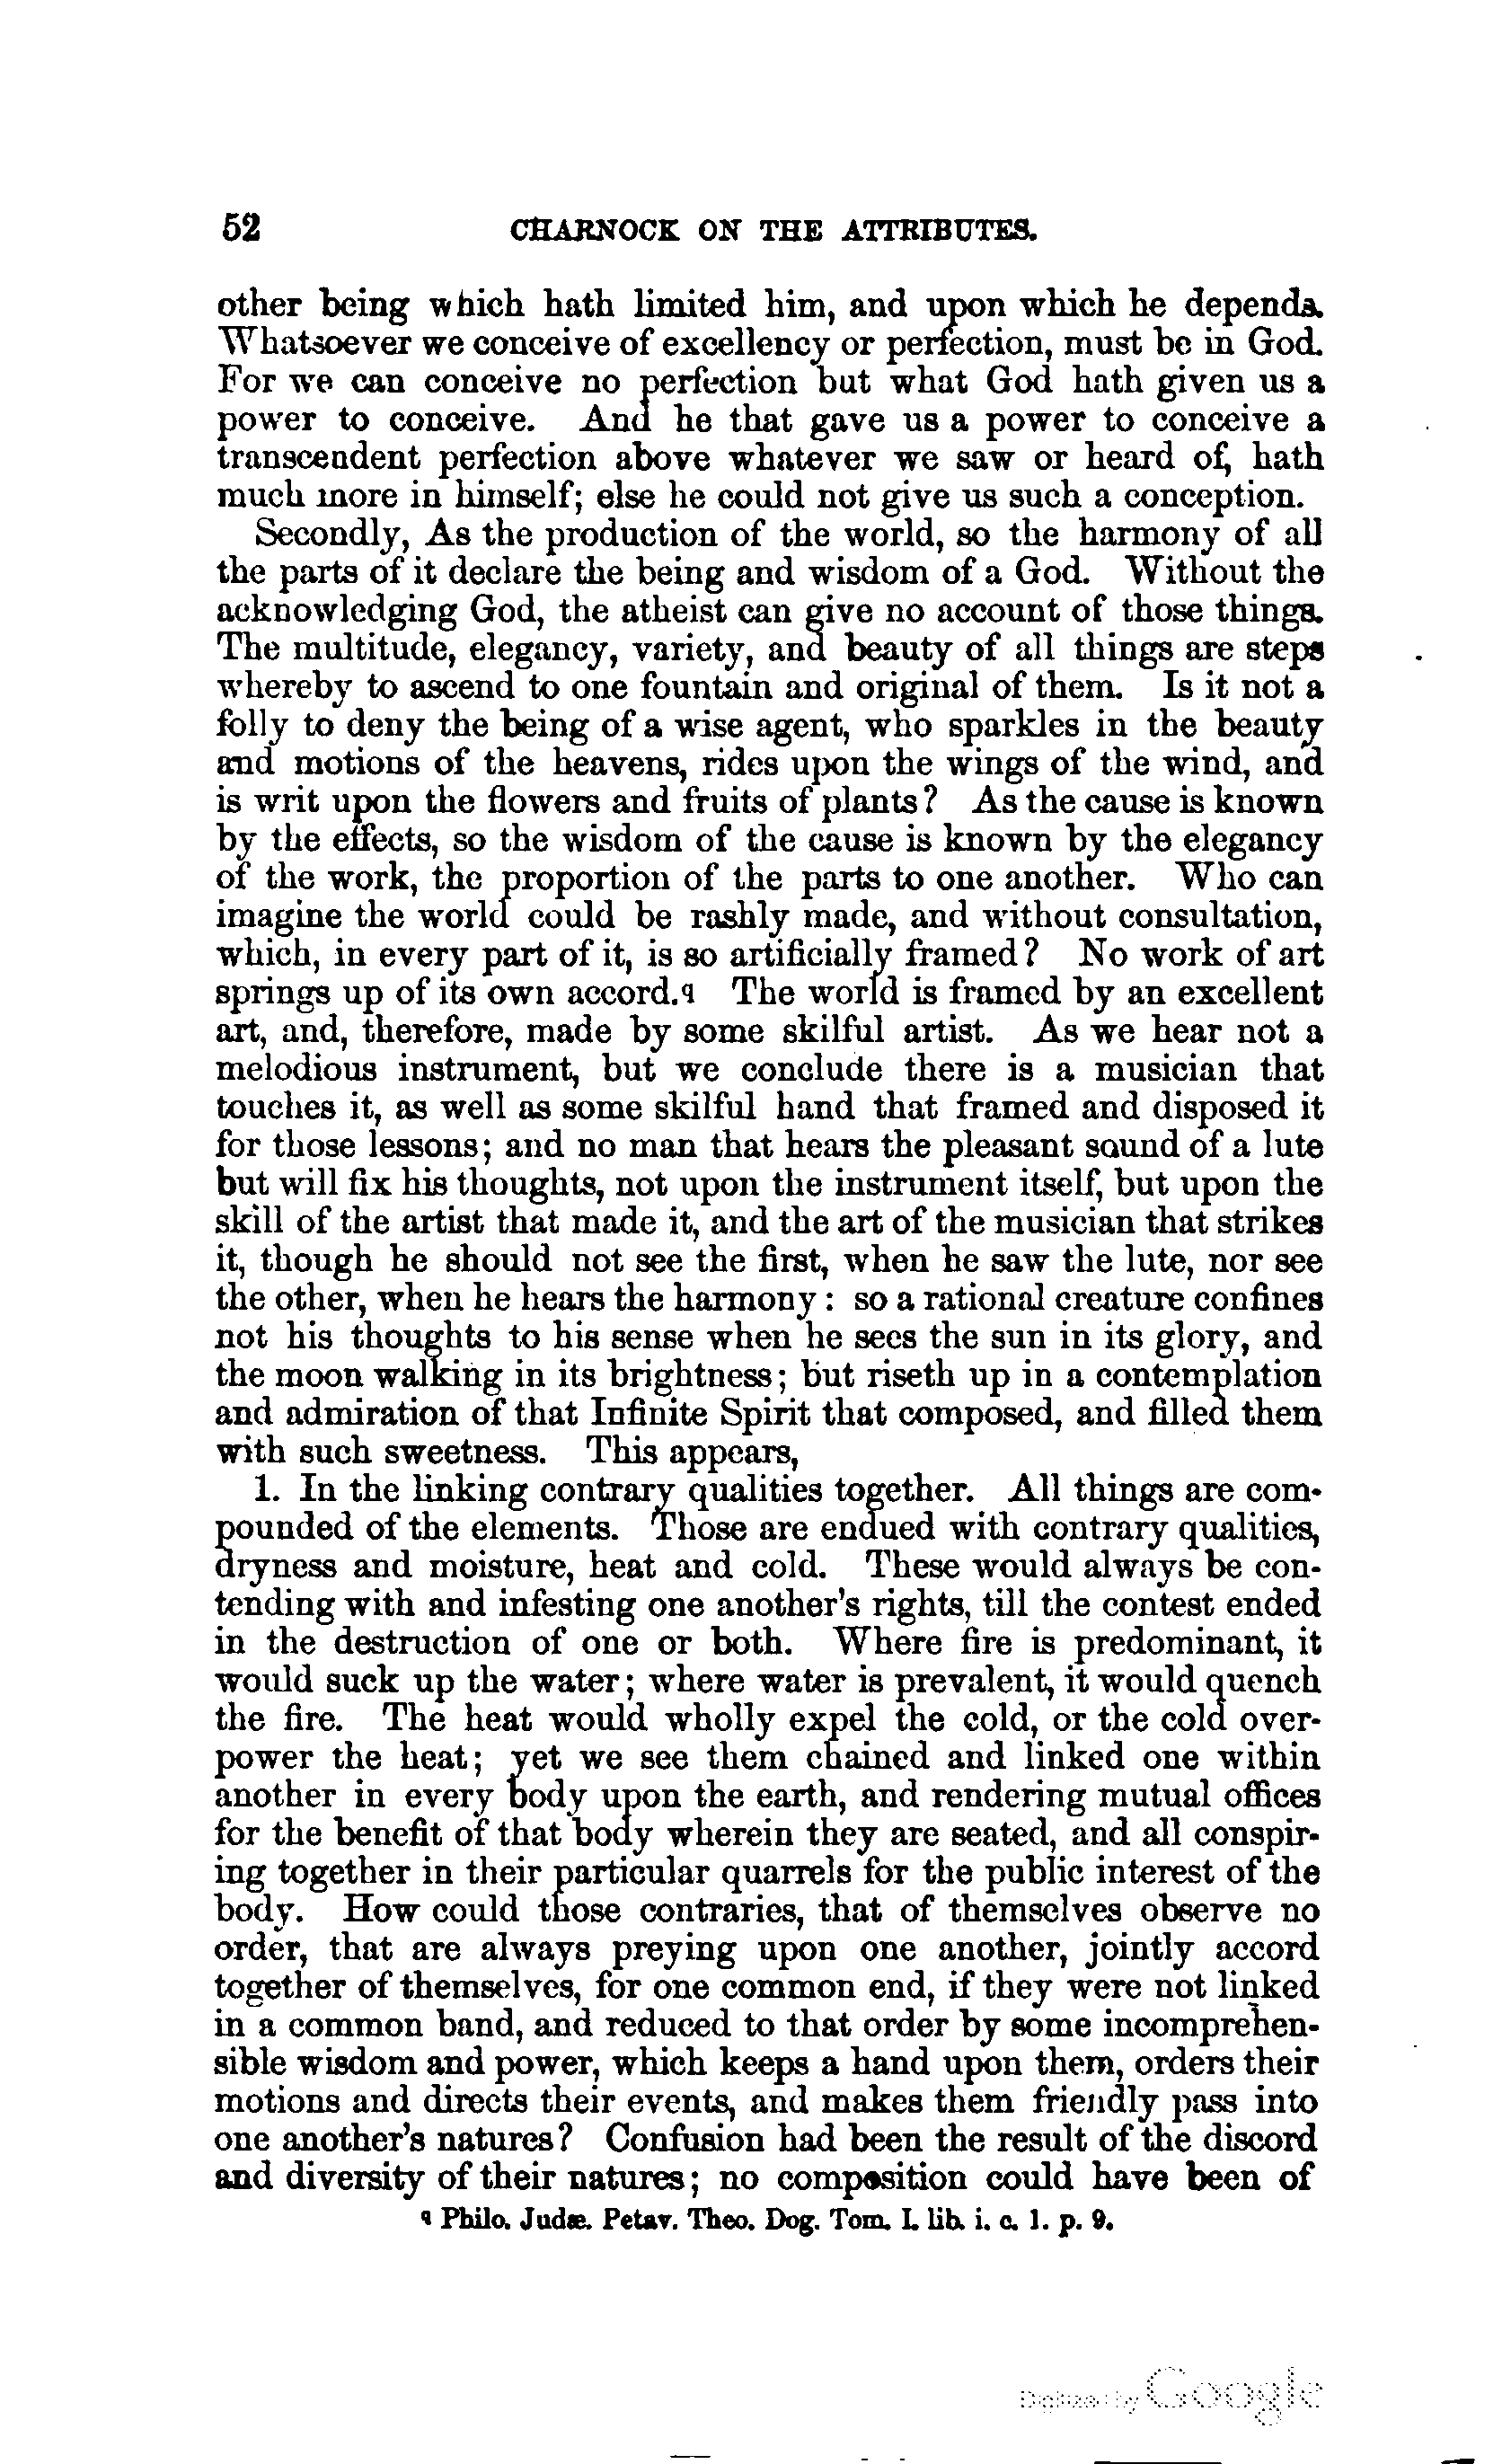 52 CHARNOCK ON THE ATTRIBUTES.
other being which hath limited him, and upon which he depends.
Whatsoever we conceive of excellency or perfection, must be in God.
For we can conceive no perfection but what God hath given us a
power to conceive. And he that gave us a power to conceive a
transcendent perfection above whatever we saw or heard of, hath
much more in himself; else he could not give us such a conception.
Secondly, As the production of the world, so the harmony of all
the parts of it declare the being and wisdom of a God. Without the
acknowledging God, the atheist can give no account of those things.
The multitude, elegancy, variety, and beauty of all things are steps
whereby to ascend to one fountain and original of them. Is it not a
folly to deny the being of a wise agent, who sparkles in the beauty
and motions of the heavens, rides upon the wings of the wind, and
is writ upon the flowers and fruits of plants? As the cause is known
by the effects, so the wisdom of the cause is known by the elegancy
of the work, the proportion of the parts to one another. Who can
imagine the world could be rashly made, and without consultation,
which, in every part of it, is so artificially framed? No work of art
springs up of its own accord.q The world is framed by an excellent
art, and, therefore, made by some skilful artist. As we hear not a
melodious instrument, but we conclude there is a musician that
touches it, as well as some skilful hand that framed and disposed it
for those lessons; and no man that hears the pleasant sound of a lute
but will fix his thoughts, not upon the instrument itself, but upon the
skill of the artist that made it, and the art of the musician that strikes
it, though he should not see the first, when he saw the lute, nor see
the other, when he hears the harmony: so a rational creature confines
not his thoughts to his sense when he sees the sun in its glory, and
the moon walking in its brightness; but riseth up in a contemplation
and admiration of that Infinite Spirit that composed, and filled them
with such sweetness. This appears,
1. In the linking contrary qualities together. All things are com-
pounded of the elements. Those are endued with contrary qualities,
dryness and moisture, heat and cold. These would always be con-
tending with and infesting one another's rights, till the contest ended
in the destruction of one or both. Where fire is predominant, it
would suck up the water; where water is prevalent, it would quench
the fire. The heat would wholly expel the cold, or the cold over-
power the heat; yet we see them chained and linked one within
another in every body upon the earth, and rendering mutual offices
for the benefit of that body wherein they are seated, and all conspir-
ing together in their particular quarrels for the public interest of the
body. How could those contraries, that of themselves observe no
order, that are always preying upon one another, jointly accord
together of themselves, for one common end, if they were not linked
in a common band, and reduced to that order by some incomprehen-
sible wisdom and power, which keeps a hand upon them, orders their
motions and directs their events, and makes them friendly pass into
one another's natures? Confusion had been the result of the discord
and diversity of their natures; no composition could have been of
q Philo. Judæ. Petav. Theo. Dog. Tom. I. lib. i. c. 1. p. 9.
Digitized by Google